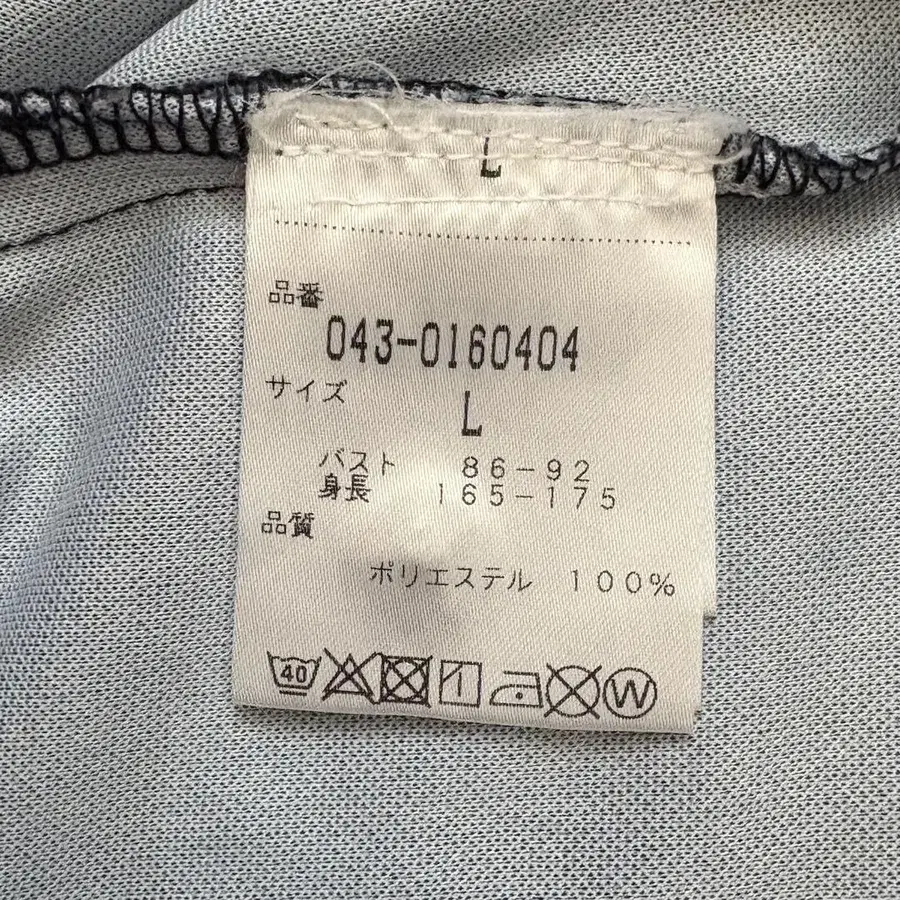 L
品番
043-0160404
サイズ
L
バスト 86-92
身長 165-175
品質
ポリエステル 100%
40 W